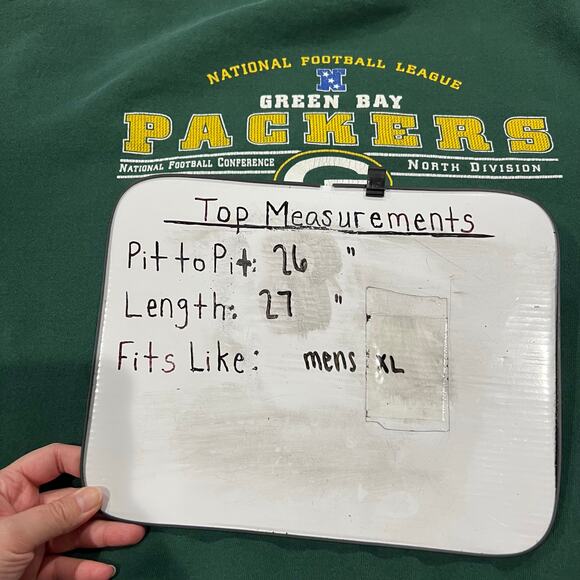 NATIONAL FOOTBALL LEAGUE
N
GREEN BAY
PACKERS
NATIONAL FOOTBALL CONFERENCE NORTH DIVISION
Top Measurements
Pit to Pit: 26 "
Length: 27 "
Fits Like: mens XL